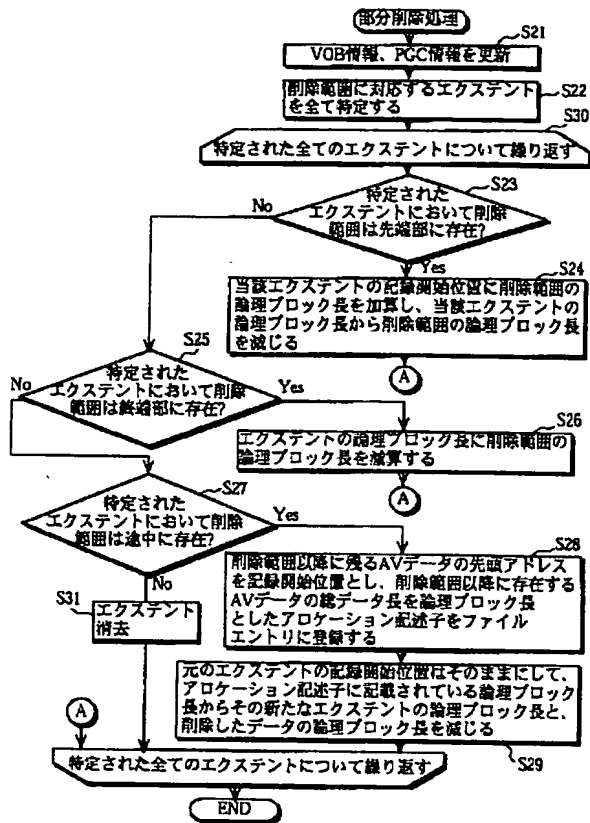 部分削除処理
S21
VOB情報、PGC情報を更新
S22
削除範囲に対応するエクステント
を全て特定する
S30
特定された全てのエクステントについて繰り返す
S23
特定された
エクステントにおいて削除
範囲は先端部に存在?
No
Yes
S24
当該エクステントの記録開始位置に削除範囲の
論理ブロック長を加算し、当該エクステントの
論理ブロック長から削除範囲の論理ブロック長
を減じる
A
S25
特定された
エクステントにおいて削除
範囲は終端部に存在?
No
Yes
S26
エクステントの論理ブロック長に削除範囲の
論理ブロック長を減算する
A
S27
特定された
エクステントにおいて削除
範囲は途中に存在?
Yes
No
S28
削除範囲以降に残るAVデータの先頭アドレス
を記録開始位置とし、削除範囲以降に存在する
AVデータの総データ長を論理ブロック長
としたアロケーション記述子をファイル
エントリに登録する
S31
エクステント
消去
元のエクステントの記録開始位置はそのままにして、
アロケーション記述子に記載されている論理ブロック
長からその新たなエクステントの論理ブロック長と、
削除したデータの論理ブロック長を減じる
S29
A
特定された全てのエクステントについて繰り返す
END